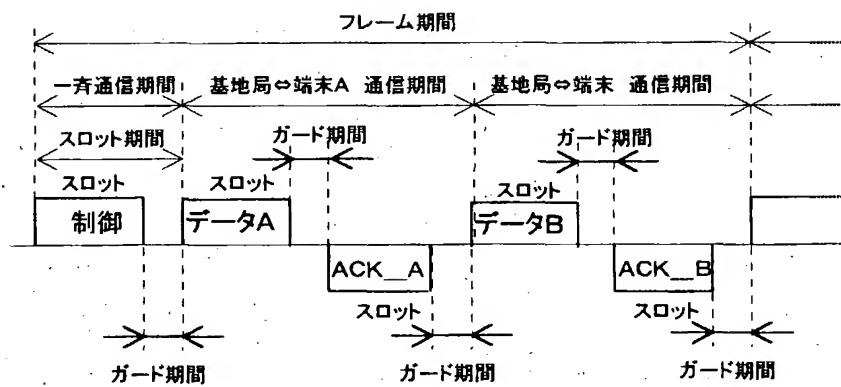 フレーム期間
一斉通信期間
基地局⇔端末A 通信期間
基地局⇔端末 通信期間
スロット期間
ガード期間
ガード期間
スロット
スロット
スロット
制御
データA
データB
ACK__A
ACK__B
スロット
スロット
ガード期間
ガード期間
ガード期間